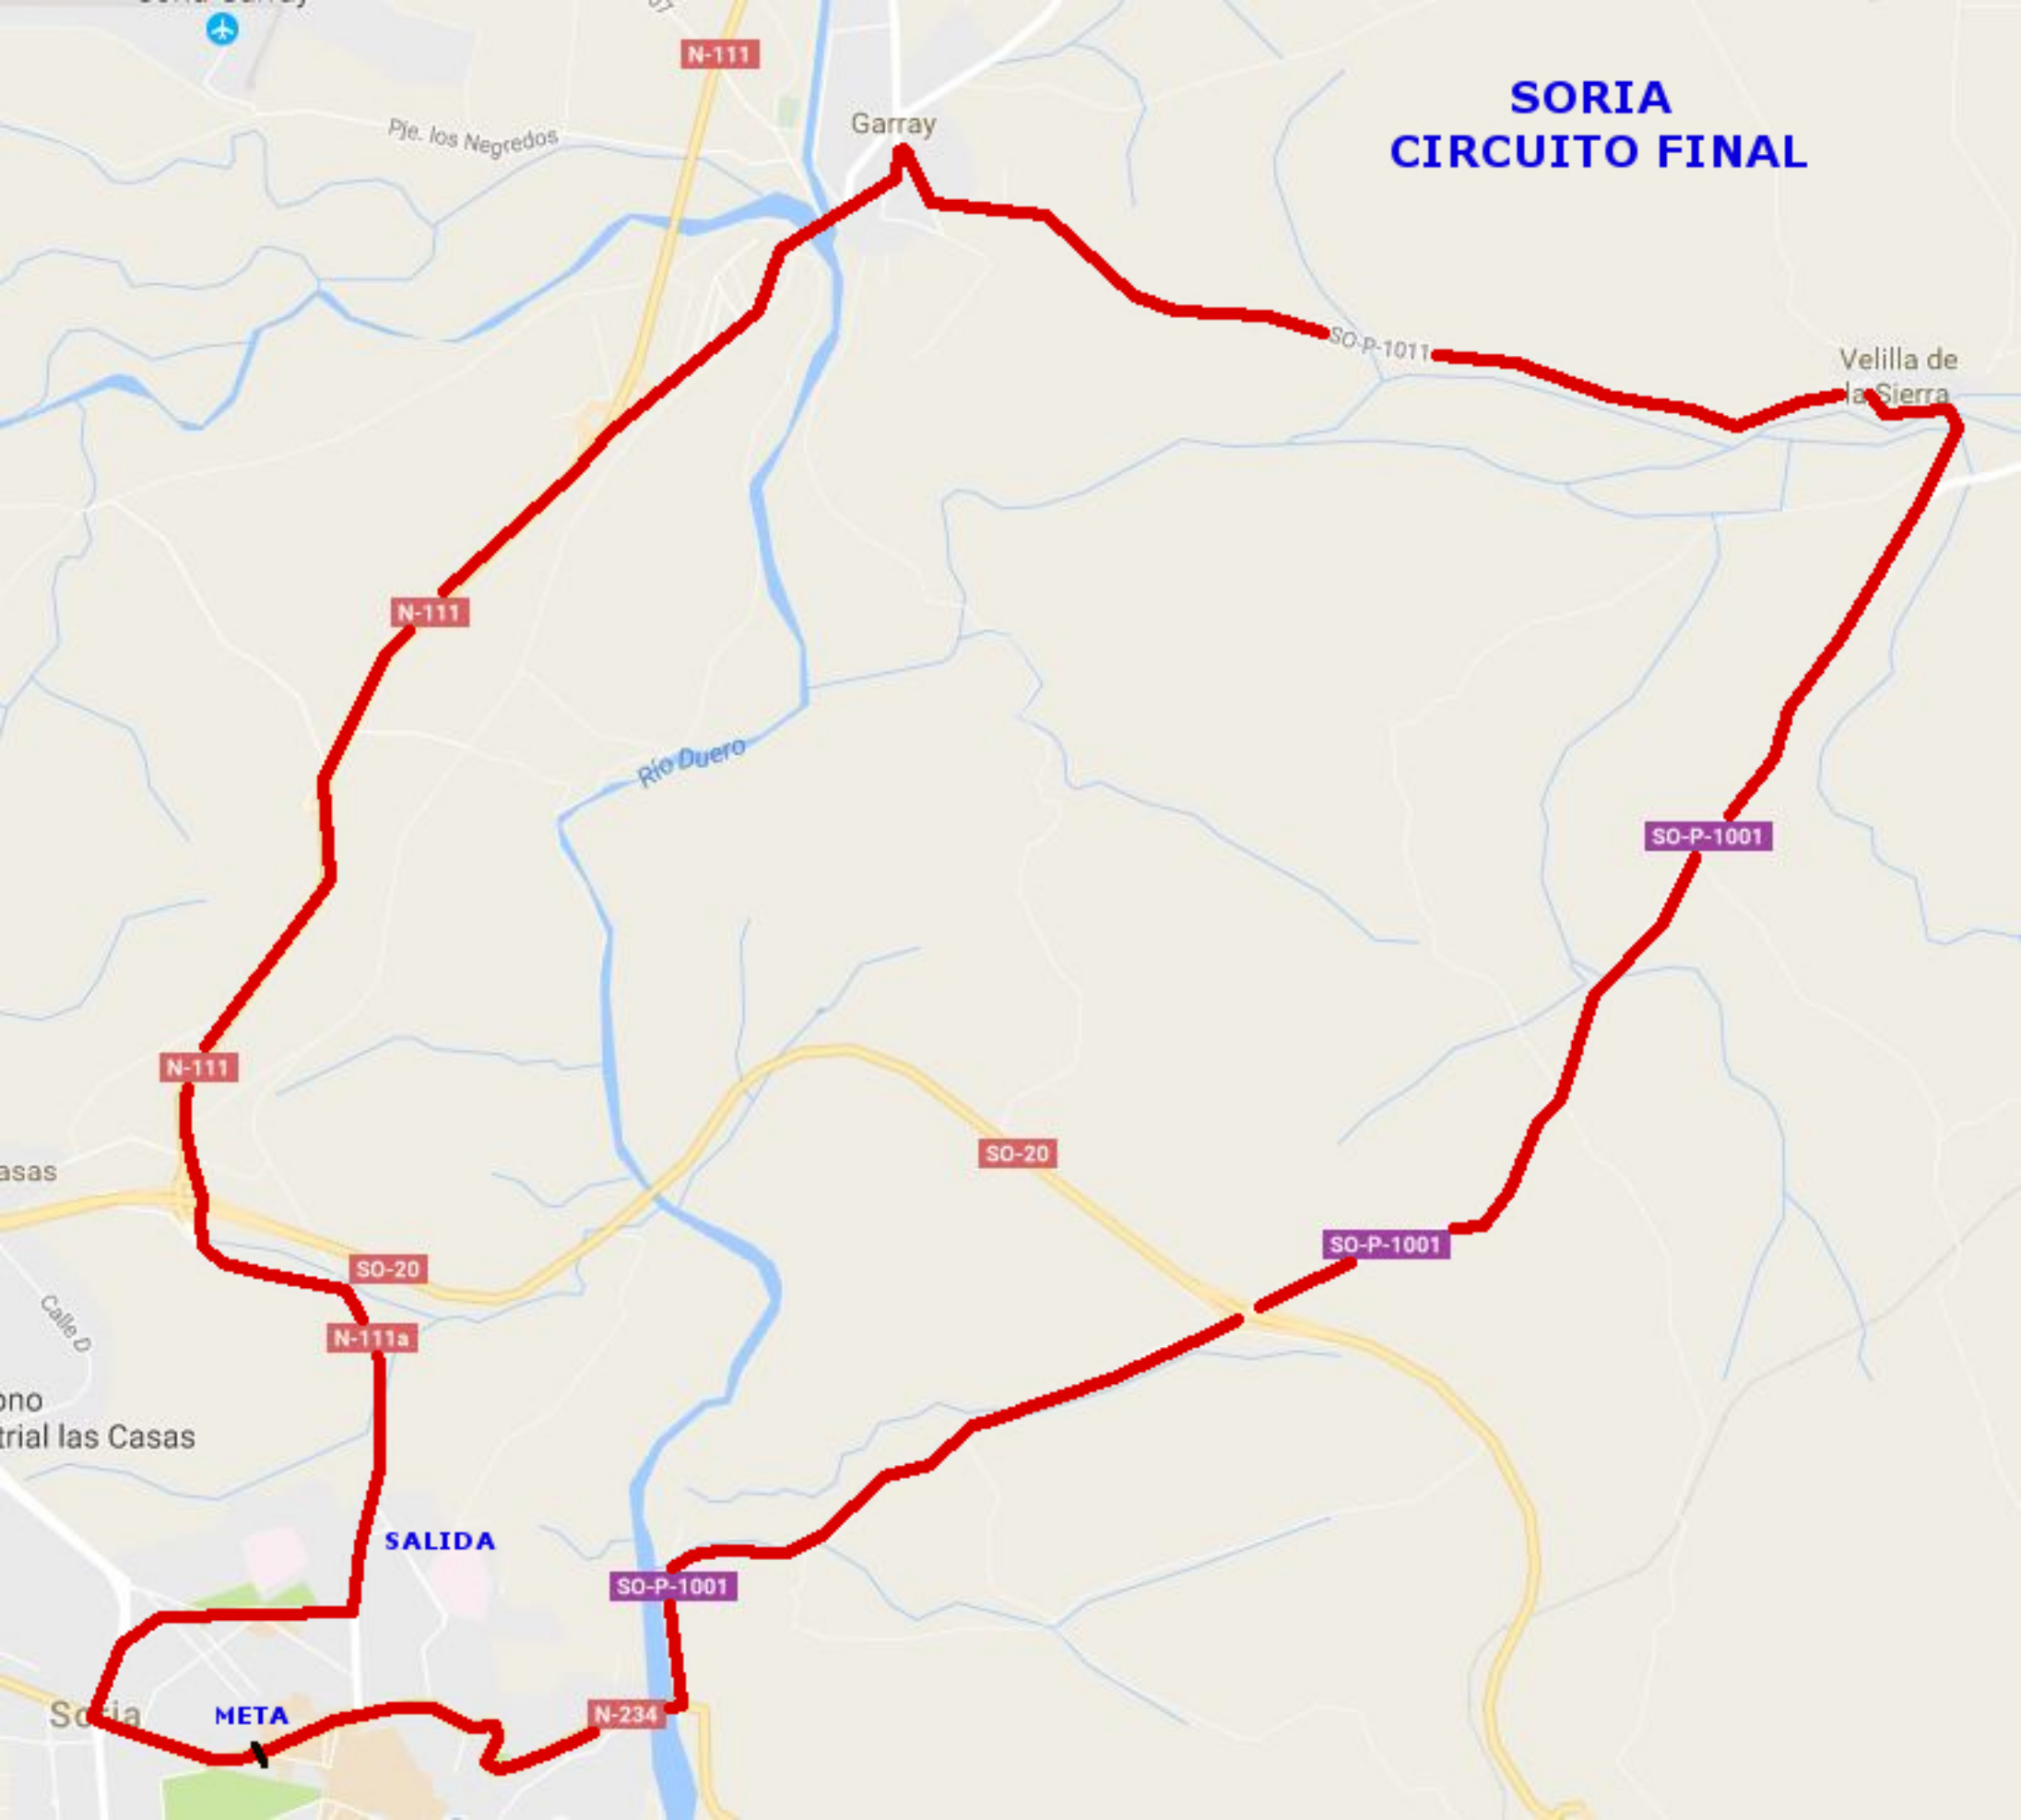 N-111
SORIA
CIRCUITO FINAL
Garray
Pje. los Negredos
SO-P-1011
Velilla de
la Sierra
N-111
Río Duero
SO-P-1001
N-111
SO-20
asas
SO-P-1001
SO-20
Calle D
N-111a
ono
trial las Casas
SALIDA
SO-P-1001
Soria
META
N-234